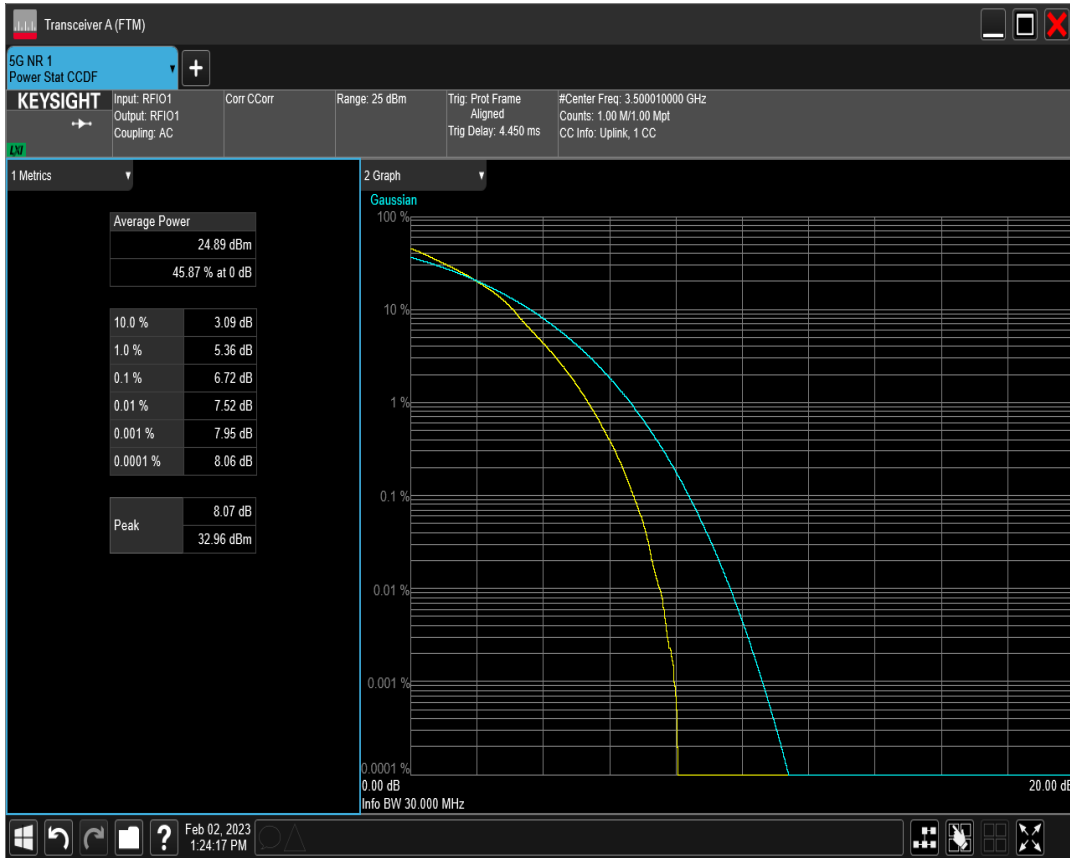 Transceiver A (FTM)
5G NR 1
Power Stat CCDF
+
KEYSIGHT
LXI
Input: RFIO1
Output: RFIO1
Coupling: AC
Corr CCorr
Range: 25 dBm
Trig: Prot Frame
Aligned
Trig Delay: 4.450 ms
#Center Freq: 3.500010000 GHz
Counts: 1.00 M/1.00 Mpt
CC Info: Uplink, 1 CC
1 Metrics
Average Power
24.89 dBm
45.87 % at 0 dB
10.0 % 3.09 dB
1.0 % 5.36 dB
0.1 % 6.72 dB
0.01 % 7.52 dB
0.001 % 7.95 dB
0.0001 % 8.06 dB
Peak
8.07 dB
32.96 dBm
2 Graph
Gaussian
100 %
10 %
1 %
0.1 %
0.01 %
0.001 %
0.0001 %
0.00 dB 20.00 dB
Info BW 30.000 MHz
?
Feb 02, 2023
1:24:17 PM